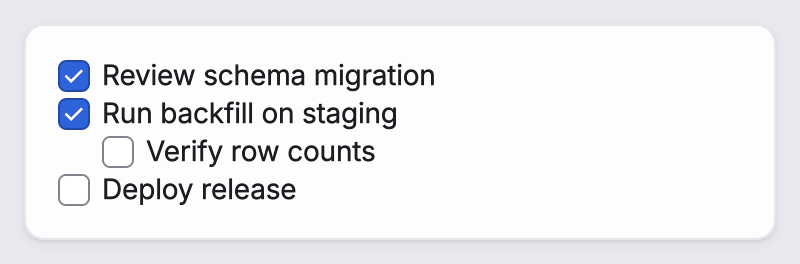 Review schema migration
Run backfill on staging
Verify row counts
Deploy release